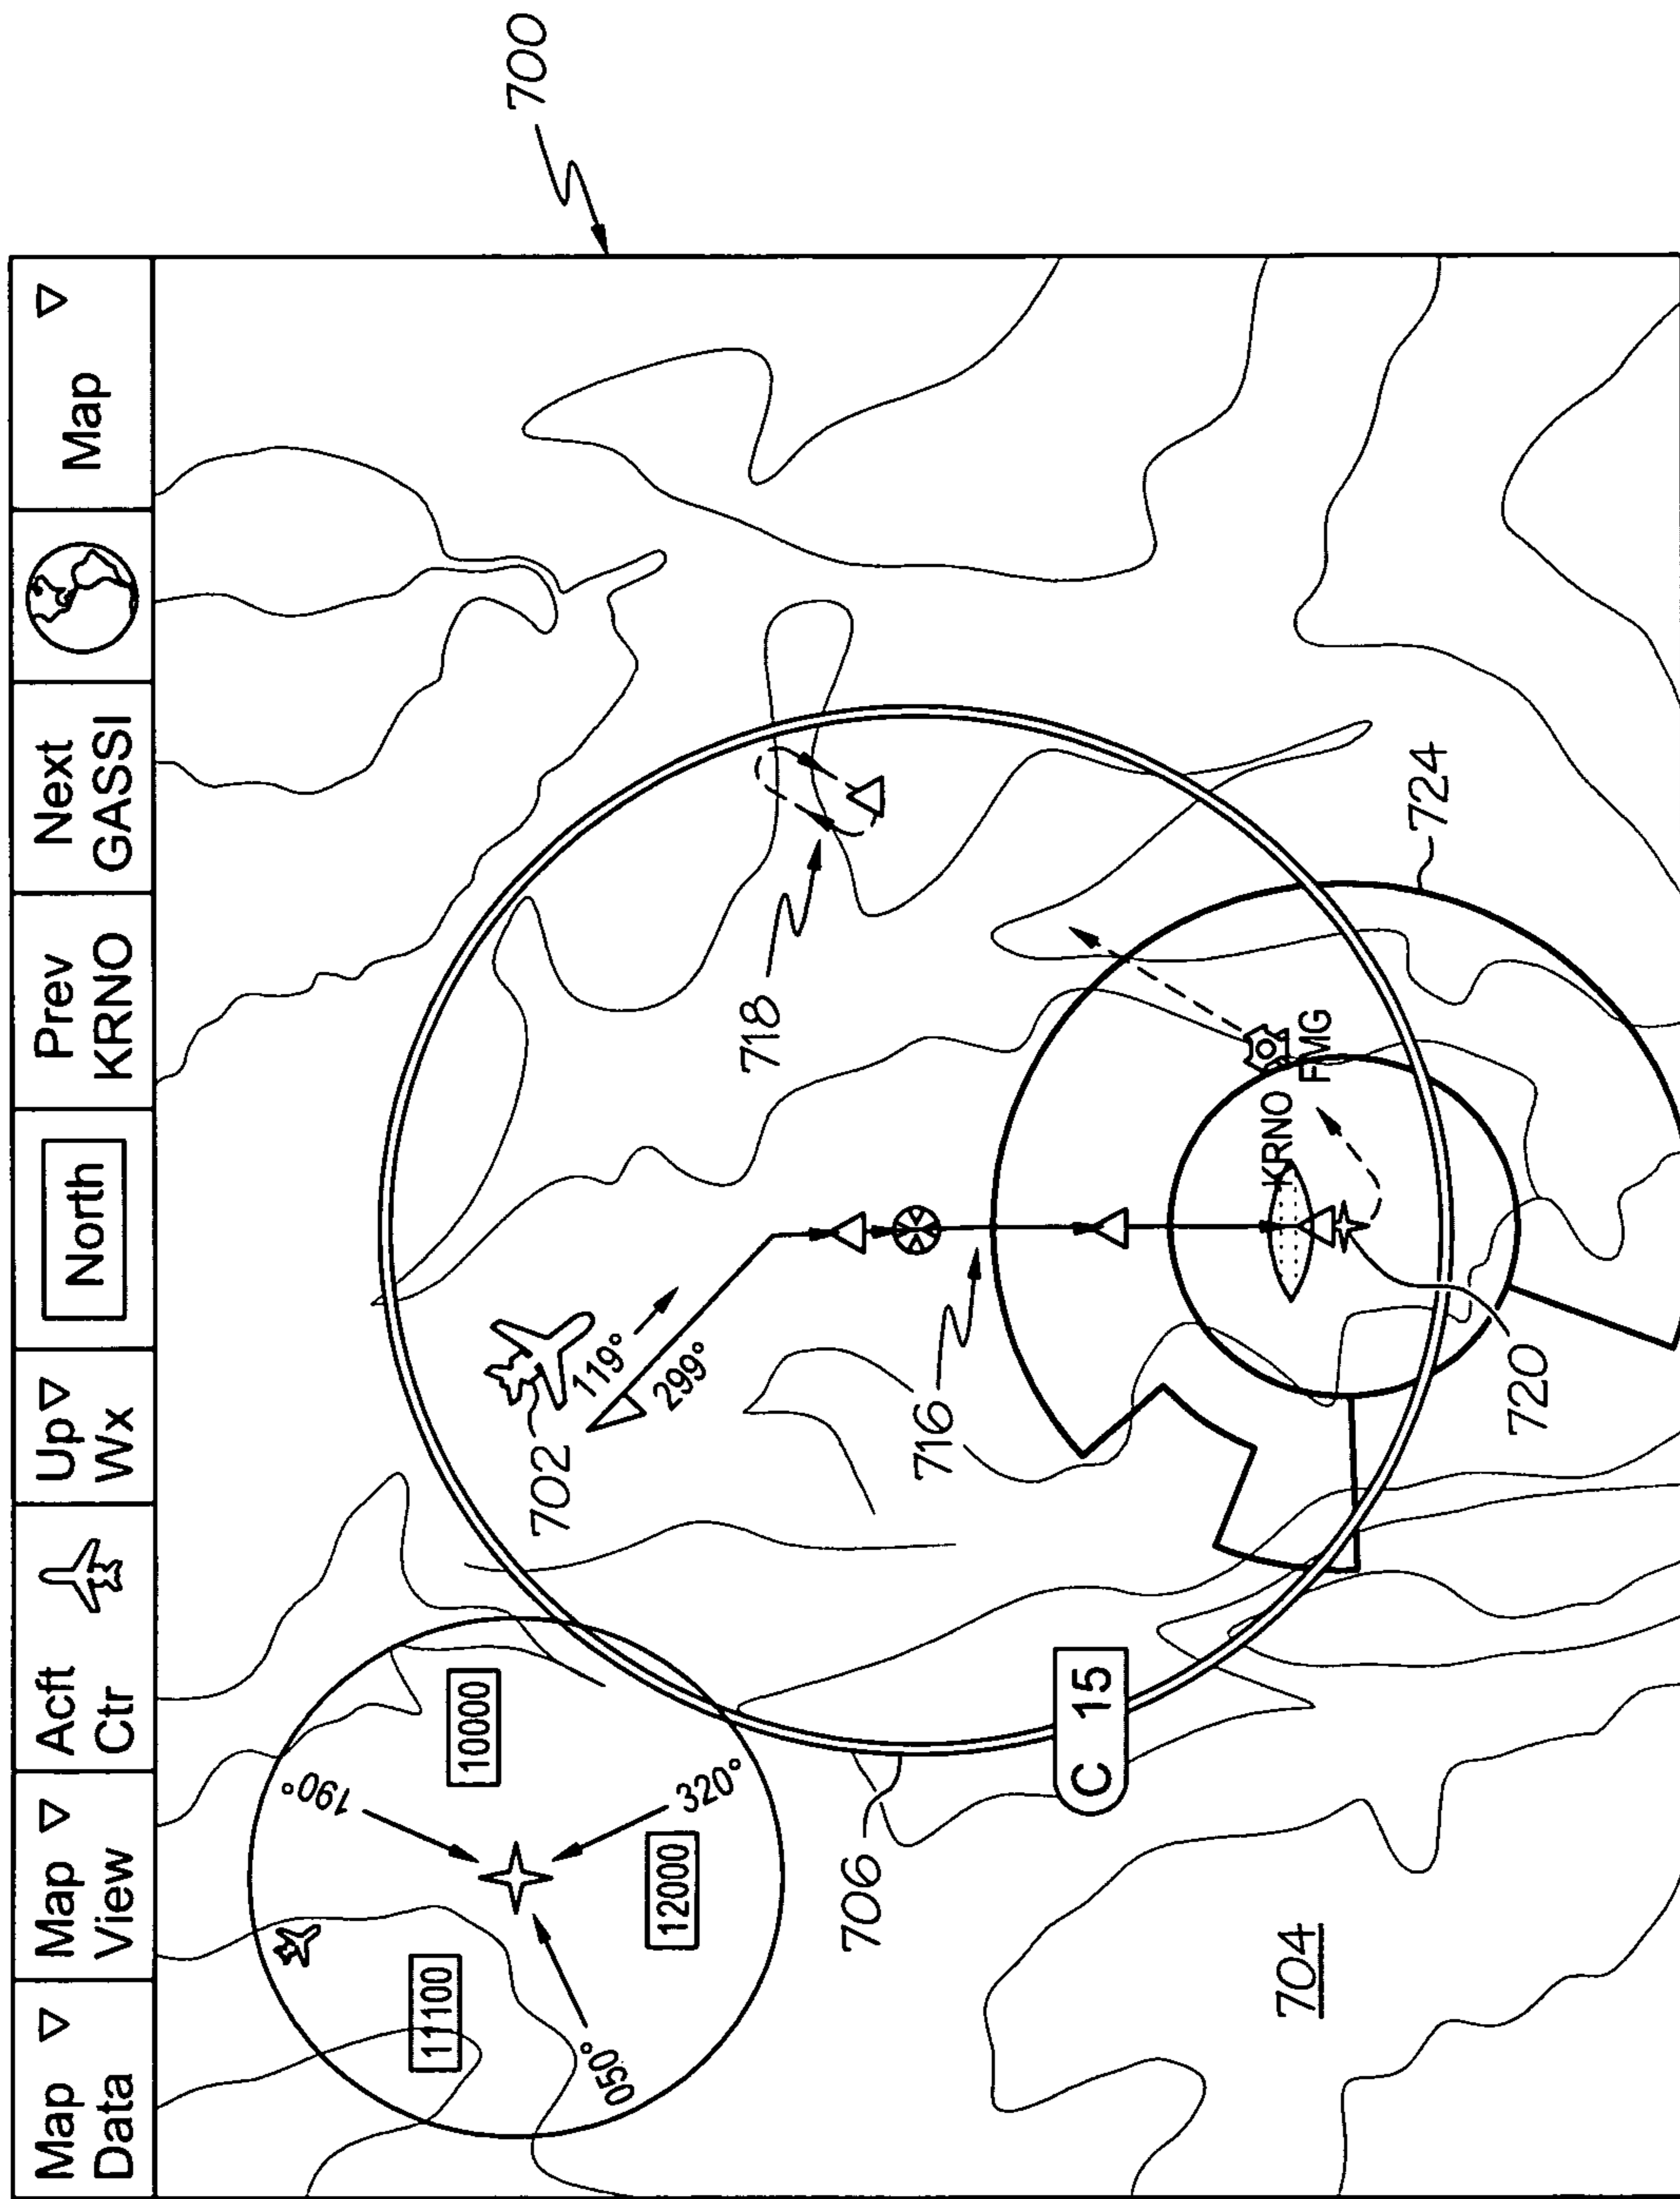 Map
Data
Map
View
Acft
Ctr
Up
Wx
North
Prev
KRNO
Next
GASSI
Map
700
190°
10000
11100
320°
12000
050°
702
119°
299°
718
716
706
C 15
KRNO
FMG
724
704
720